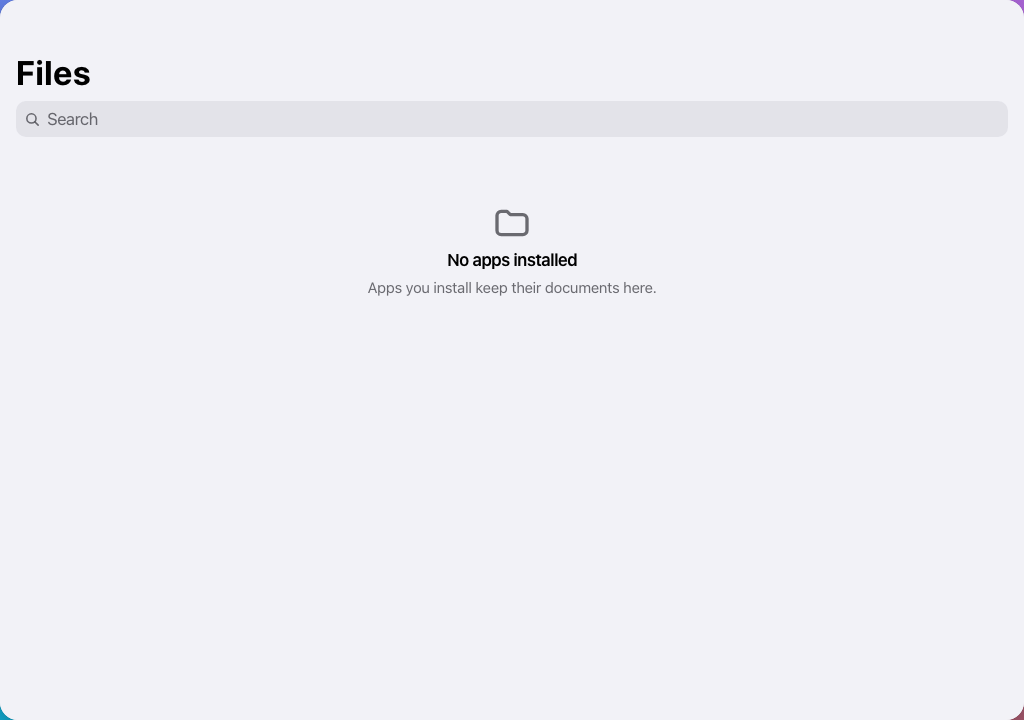 Files
Search
No apps installed
Apps you install keep their documents here.